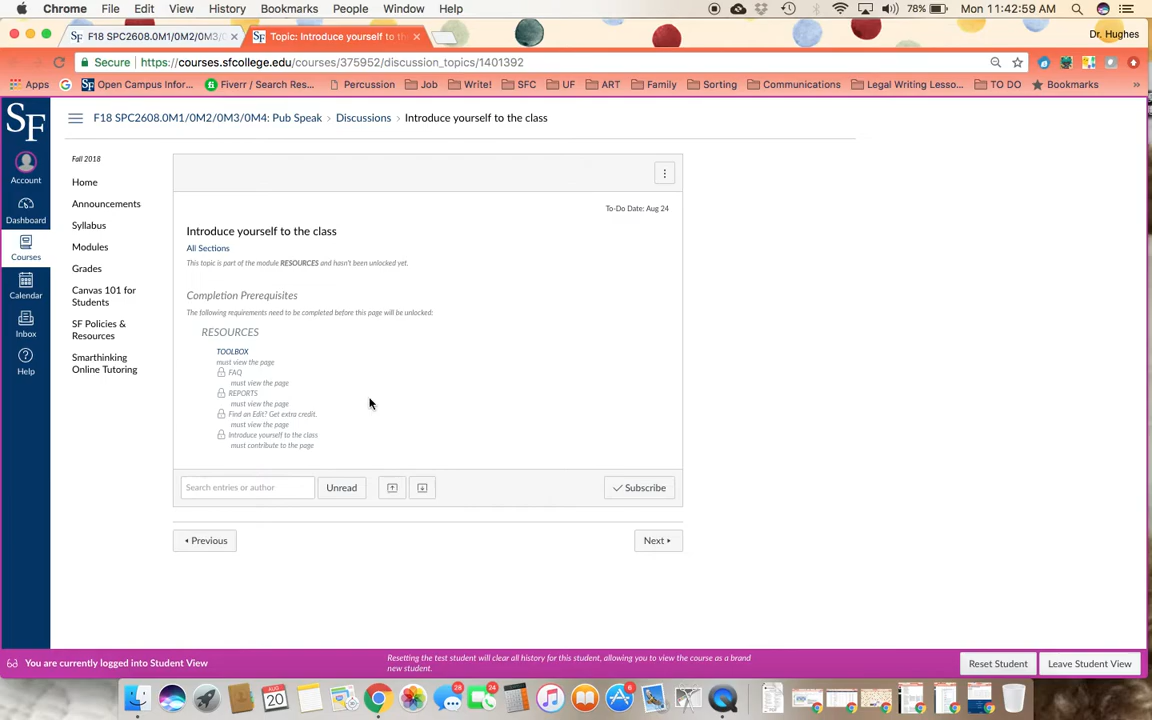 Chrome File Edit View History Bookmarks People Window Help 78% Mon 11:42:59 AM
F18 SPC2608.0M1/0M2/0M3/ Topic: Introduce yourself to th Dr. Hughes
Secure https://courses.sfcollege.edu/courses/375952/discussion_topics/1401392
Apps Open Campus Infor... Fiverr / Search Res... Percussion Job Write! SFC UF ART Family Sorting Communications Legal Writing Lesso... TO DO Bookmarks »
SF
F18 SPC2608.0M1/0M2/0M3/0M4: Pub Speak › Discussions › Introduce yourself to the class
Account
Dashboard
Courses
Calendar
Inbox
Help
Fall 2018
Home
Announcements
Syllabus
Modules
Grades
Canvas 101 for
Students
SF Policies &
Resources
Smarthinking
Online Tutoring
To-Do Date: Aug 24
Introduce yourself to the class
All Sections
This topic is part of the module RESOURCES and hasn't been unlocked yet.
Completion Prerequisites
The following requirements need to be completed before this page will be unlocked:
RESOURCES
TOOLBOX
must view the page
FAQ
must view the page
REPORTS
must view the page
Find an Edit? Get extra credit.
must view the page
Introduce yourself to the class
must contribute to the page
Search entries or author Unread Subscribe
Previous Next
You are currently logged into Student View
Resetting the test student will clear all history for this student, allowing you to view the course as a brand
new student.
Reset Student Leave Student View